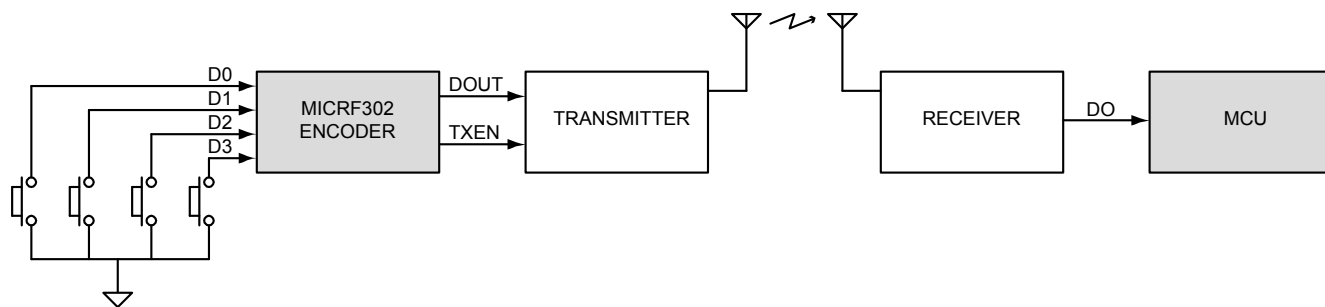 D0
D1
D2
D3
MICRF302
ENCODER
DOUT
TXEN
TRANSMITTER
RECEIVER
DO
MCU